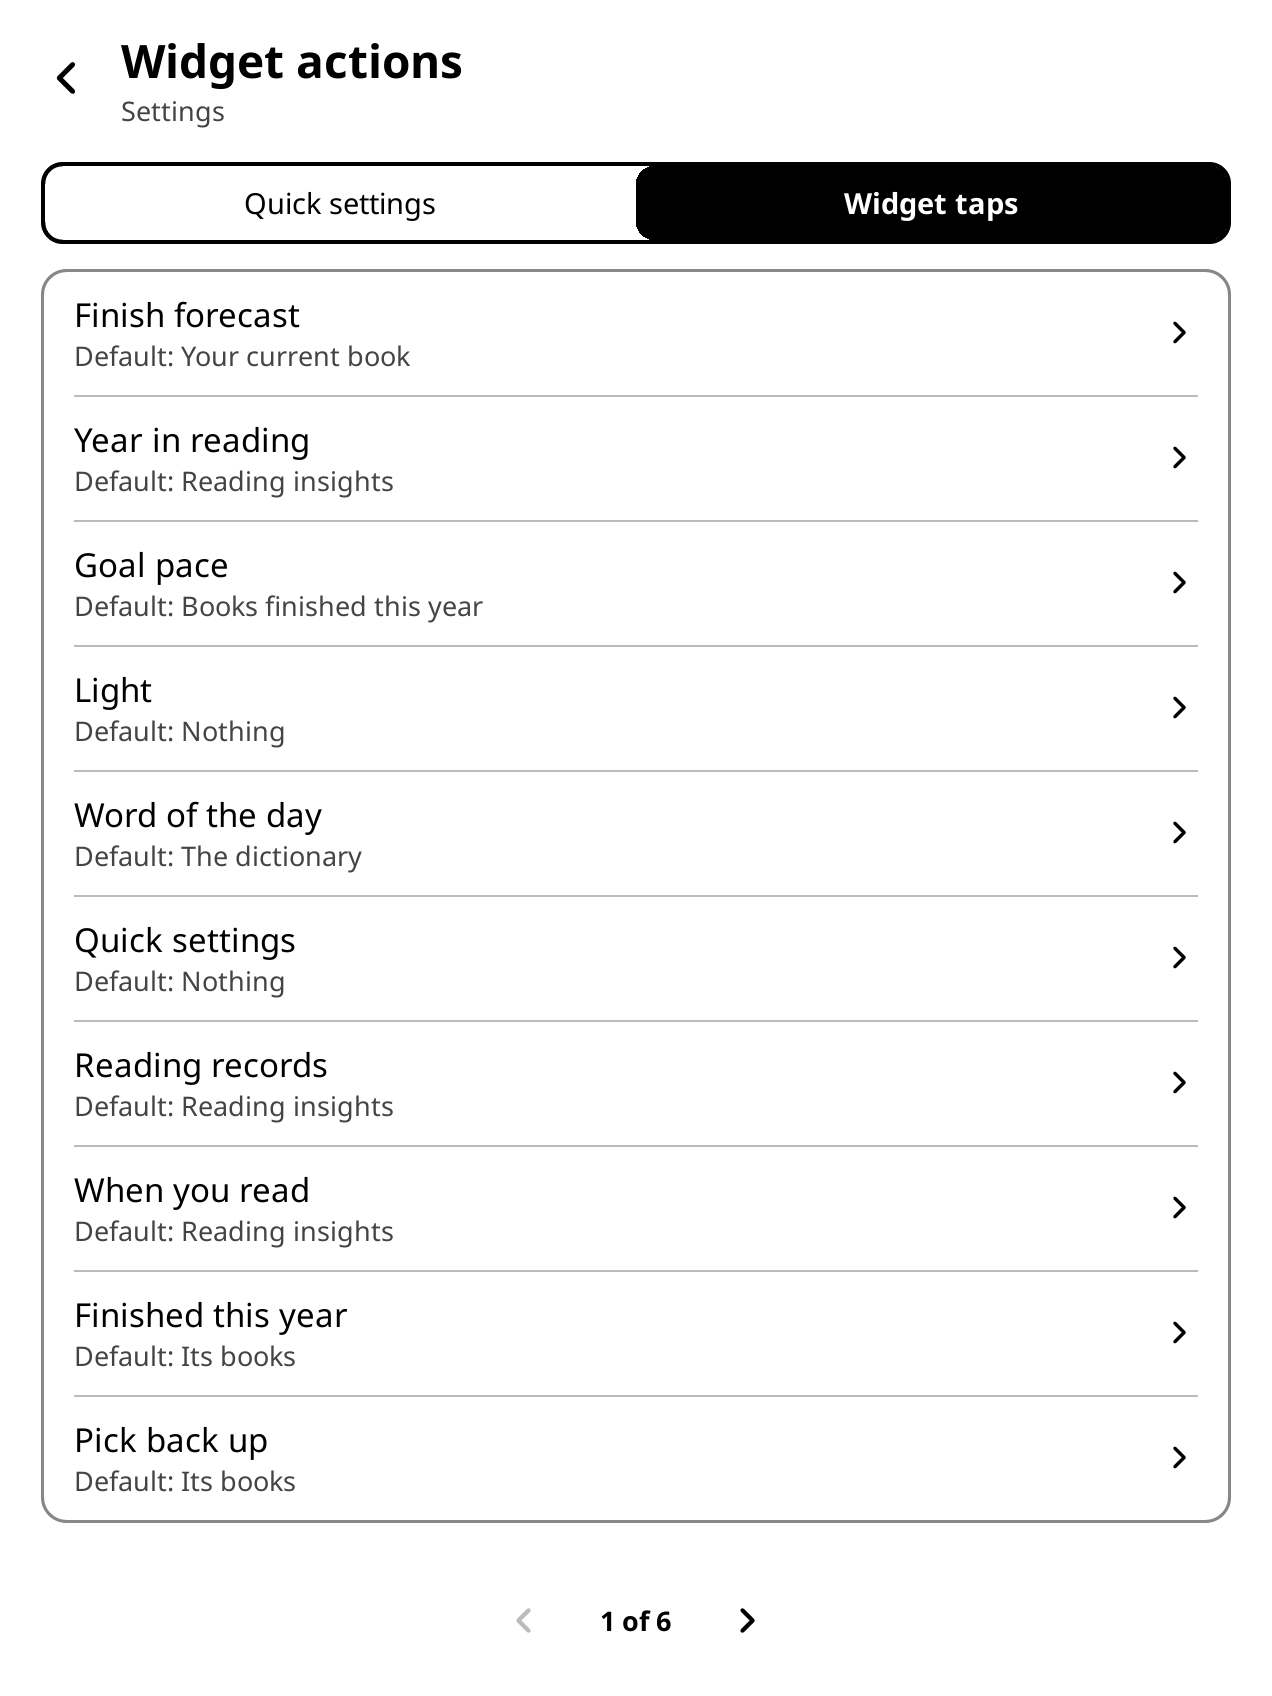 Widget actions
Settings
Quick settings
Widget taps
Finish forecast
Default: Your current book
Year in reading
Default: Reading insights
Goal pace
Default: Books finished this year
Light
Default: Nothing
Word of the day
Default: The dictionary
Quick settings
Default: Nothing
Reading records
Default: Reading insights
When you read
Default: Reading insights
Finished this year
Default: Its books
Pick back up
Default: Its books
1 of 6